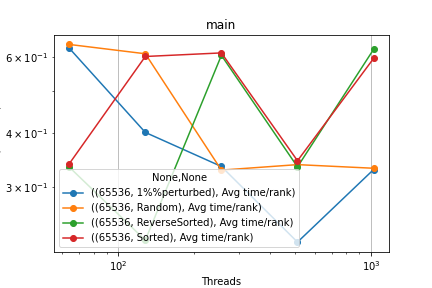 main
6 × 10⁻¹
4 × 10⁻¹
3 × 10⁻¹
None,None
((65536, 1%%perturbed), Avg time/rank)
((65536, Random), Avg time/rank)
((65536, ReverseSorted), Avg time/rank)
((65536, Sorted), Avg time/rank)
10²
10³
Threads